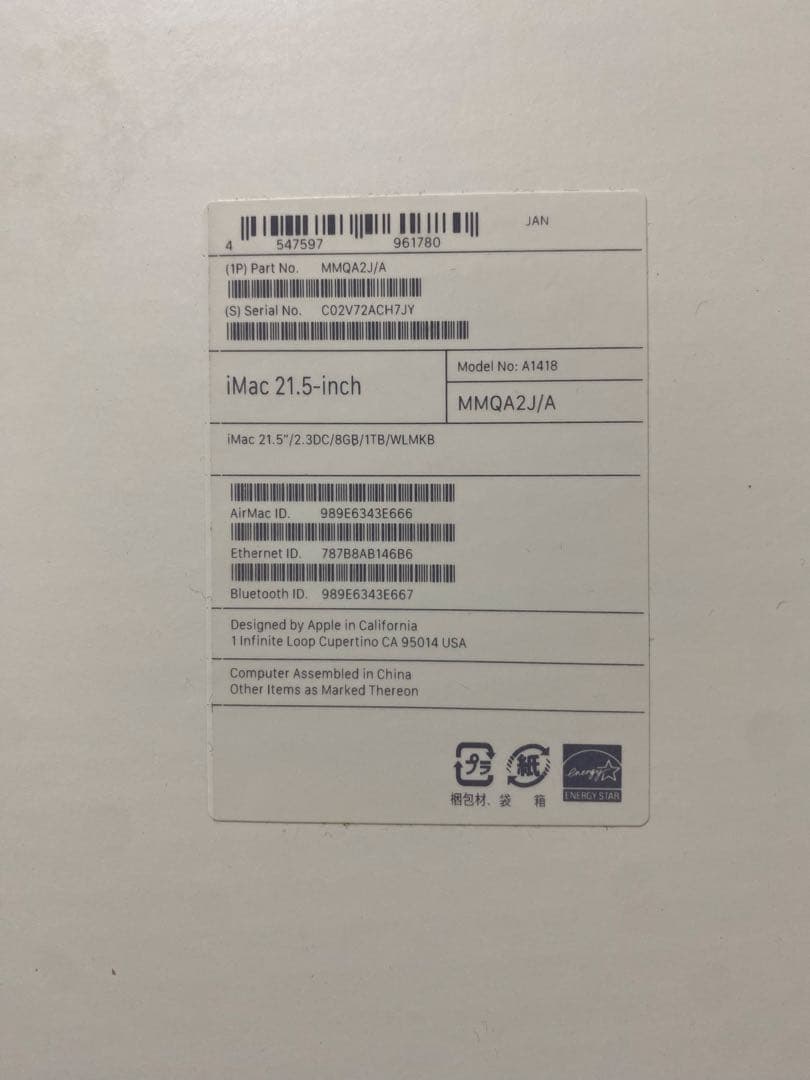 JAN
4 547597 961780
(1P) Part No. MMQA2J/A
(S) Serial No. C02V72ACH7JY
iMac 21.5-inch
Model No: A1418
MMQA2J/A
iMac 21.5"/2.3DC/8GB/1TB/WLMKB
AirMac ID. 989E6343E666
Ethernet ID. 787B8AB146B6
Bluetooth ID. 989E6343E667
Designed by Apple in California
1 Infinite Loop Cupertino CA 95014 USA
Computer Assembled in China
Other Items as Marked Thereon
プラ 紙 energy
梱包材、袋 箱 ENERGY STAR